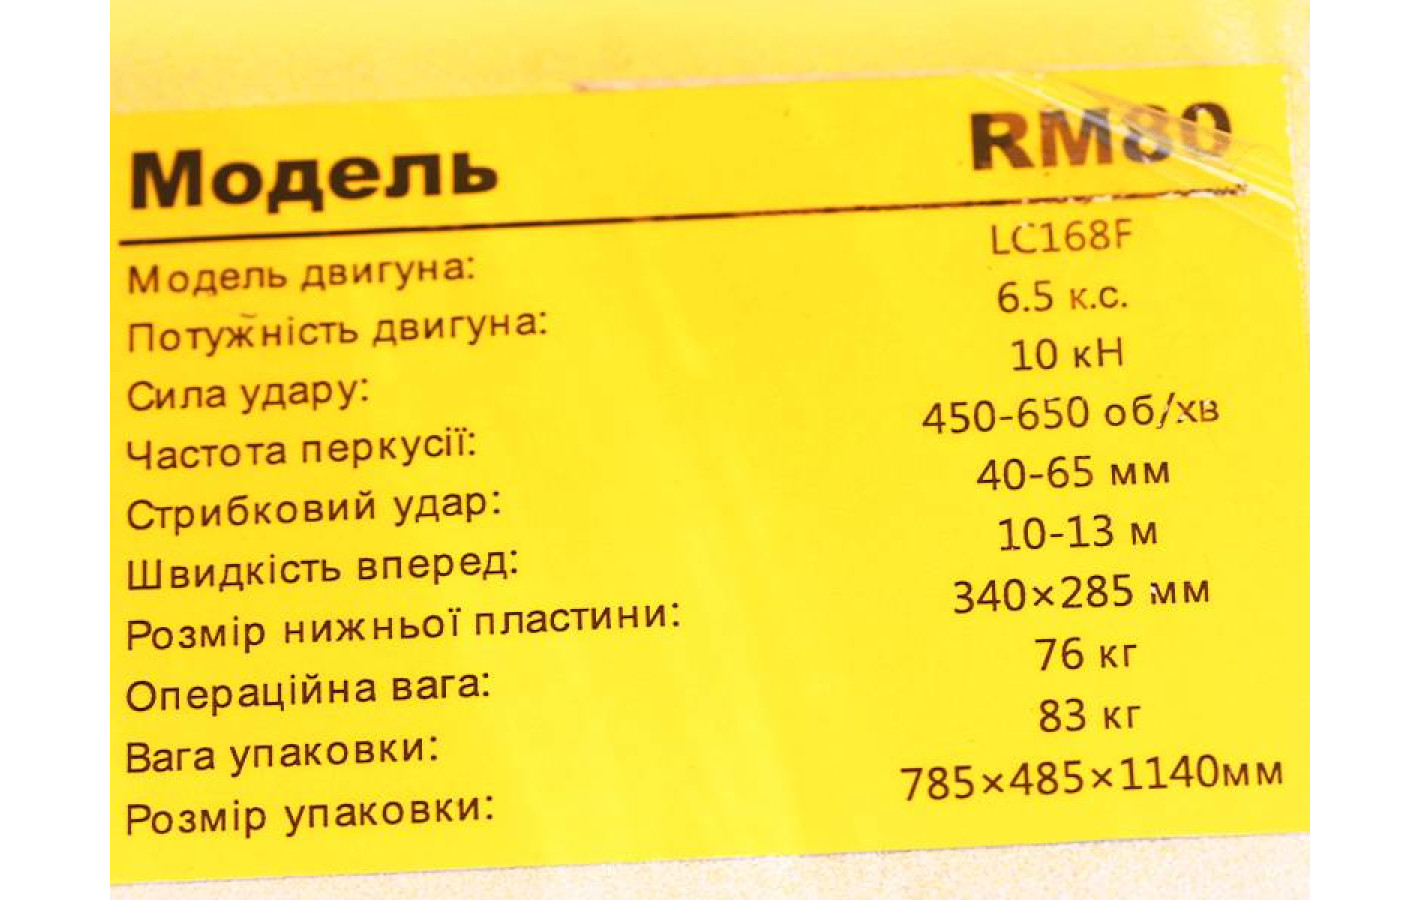 Модель RM80
Модель двигуна: LC168F
Потужність двигуна: 6.5 к.с.
Сила удару: 10 кН
Частота перкусії: 450-650 об/хв
Стрибковий удар: 40-65 мм
Швидкість вперед: 10-13 м
Розмір нижньої пластини: 340×285 мм
Операційна вага: 76 кг
Вага упаковки: 83 кг
Розмір упаковки: 785×485×1140мм